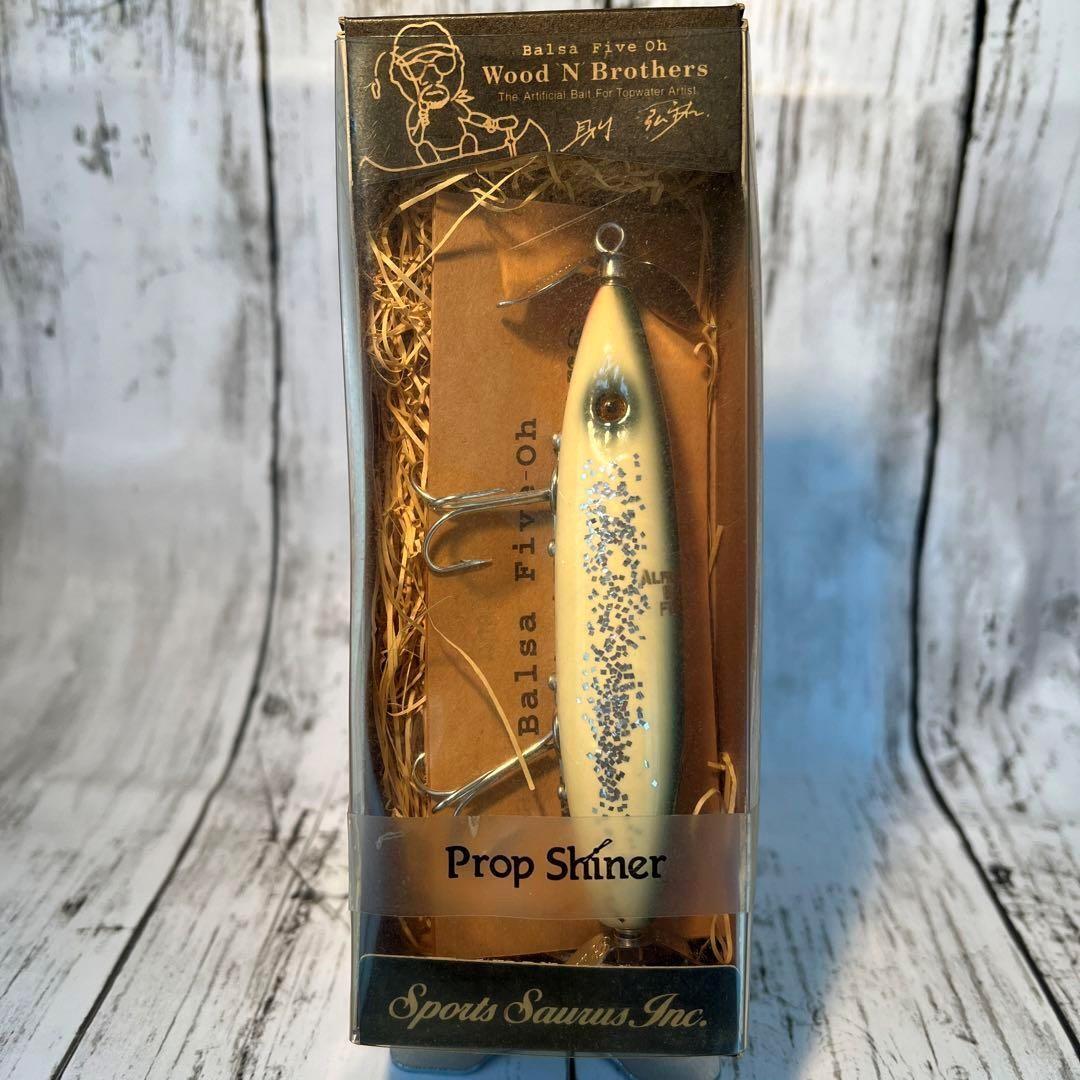 Balsa Five Oh
Wood N' Brothers
The Artificial Bait For Topwater Artist
Balsa Five-Oh
Prop Shiner
Sports Saurus Inc.